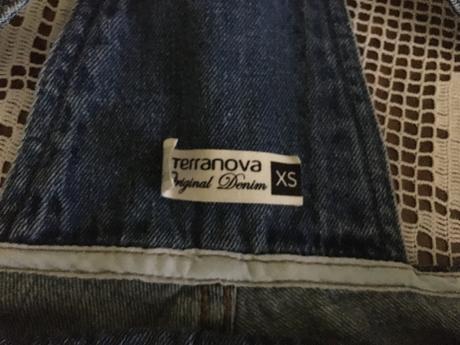 Terranova
Original Denim
XS